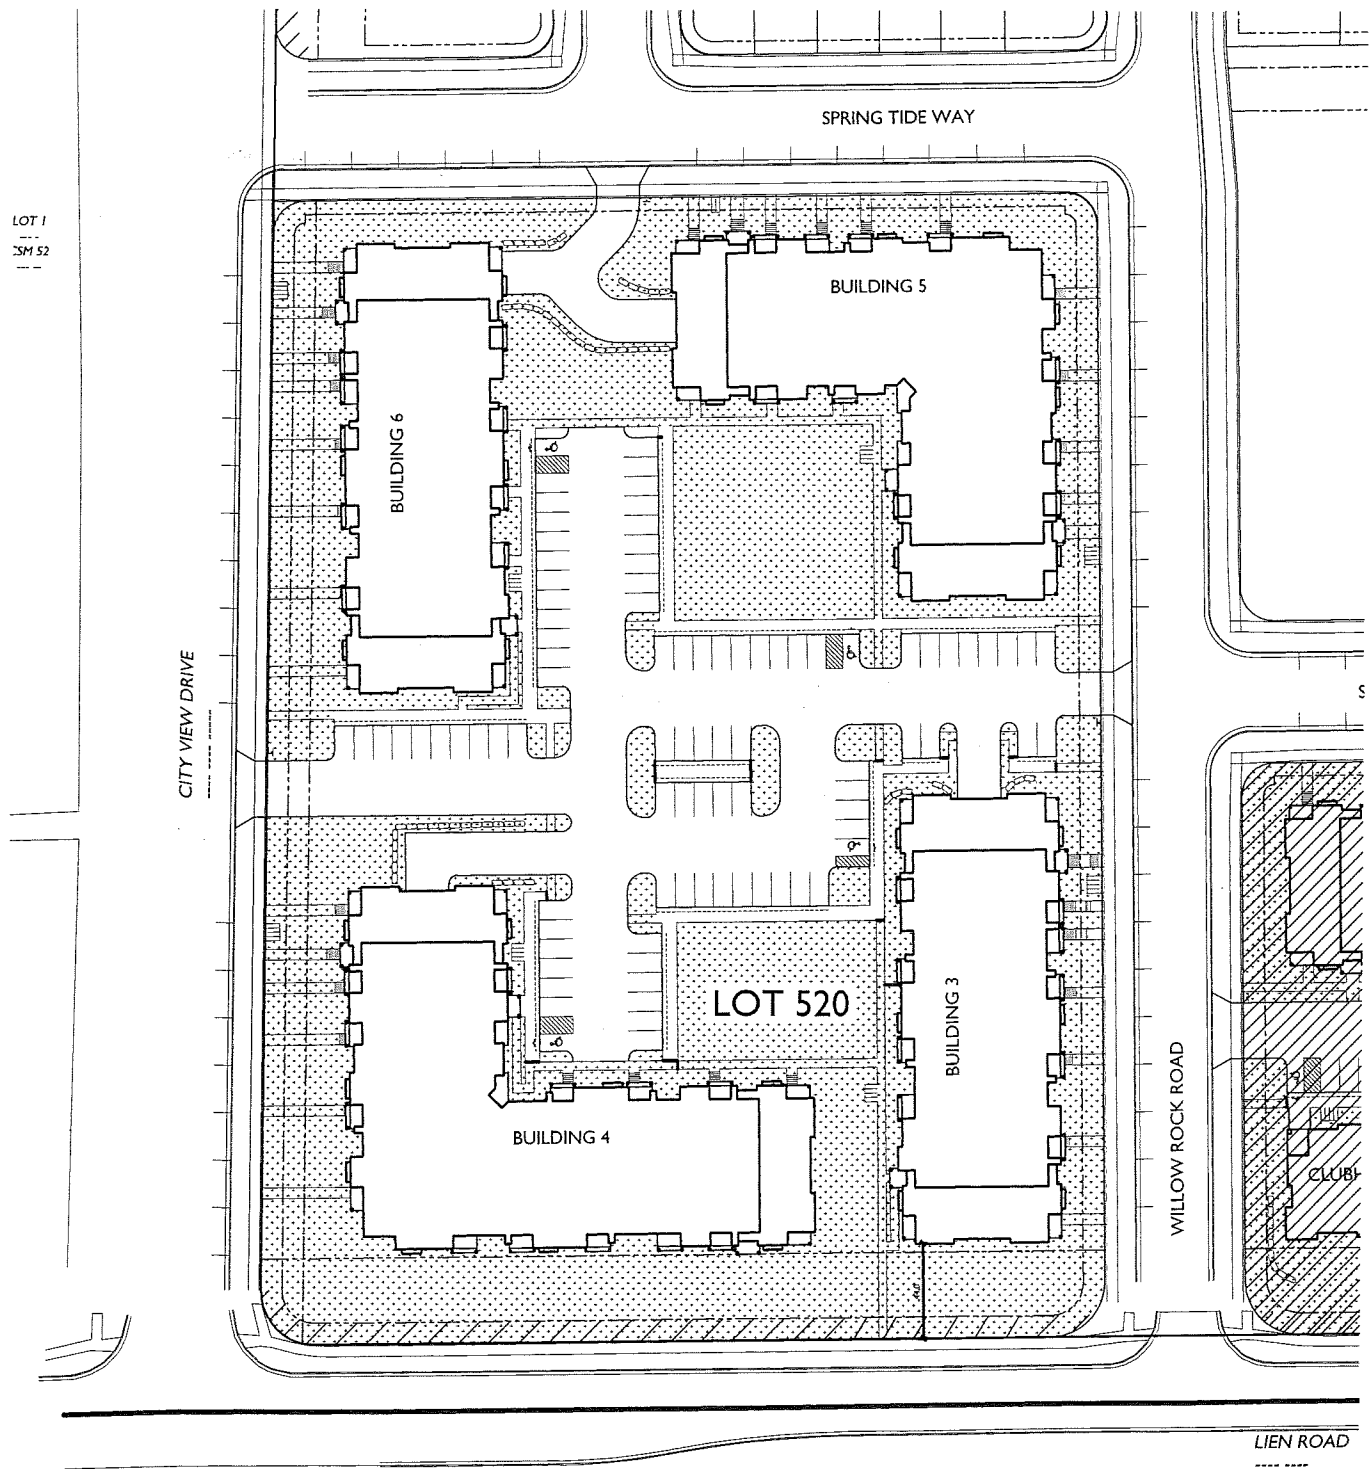 SPRING TIDE WAY
LOT 1
CSM 52
BUILDING 5
BUILDING 6
CITY VIEW DRIVE
LOT 520
BUILDING 3
BUILDING 4
WILLOW ROCK ROAD
S
CLUBH
LIEN ROAD